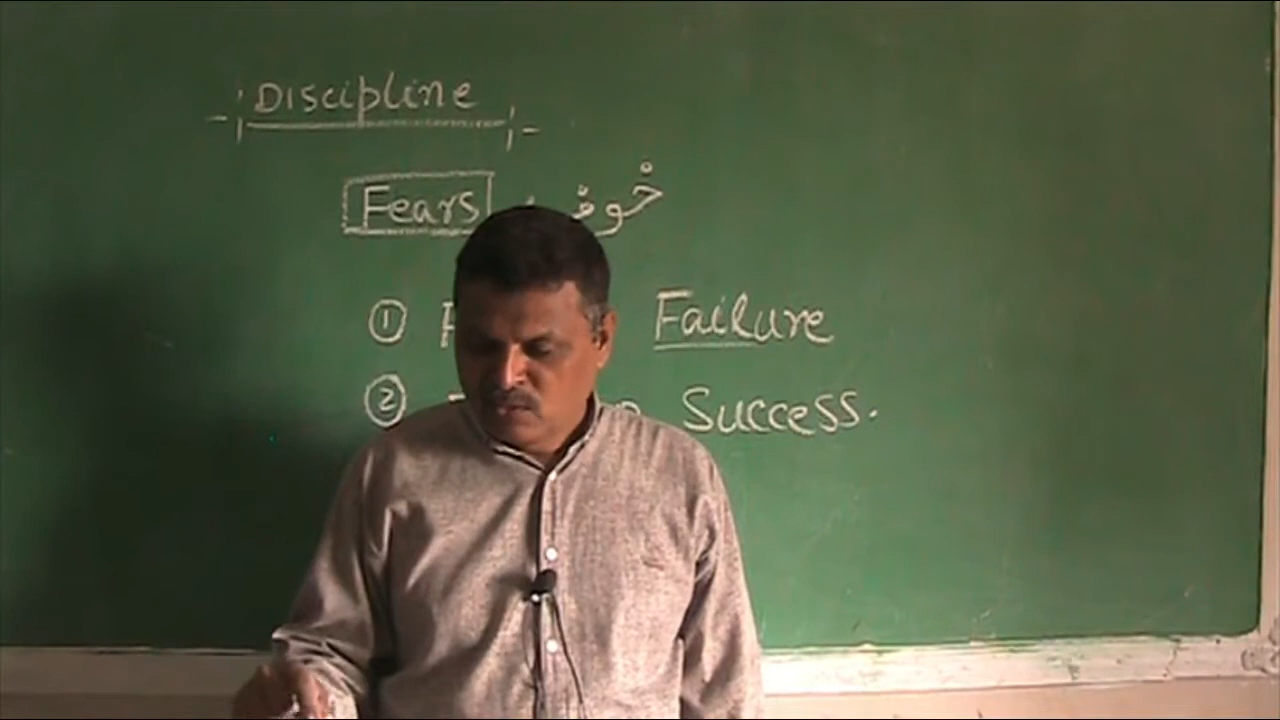 Discipline
Fears خوف
① Failure
② Success.